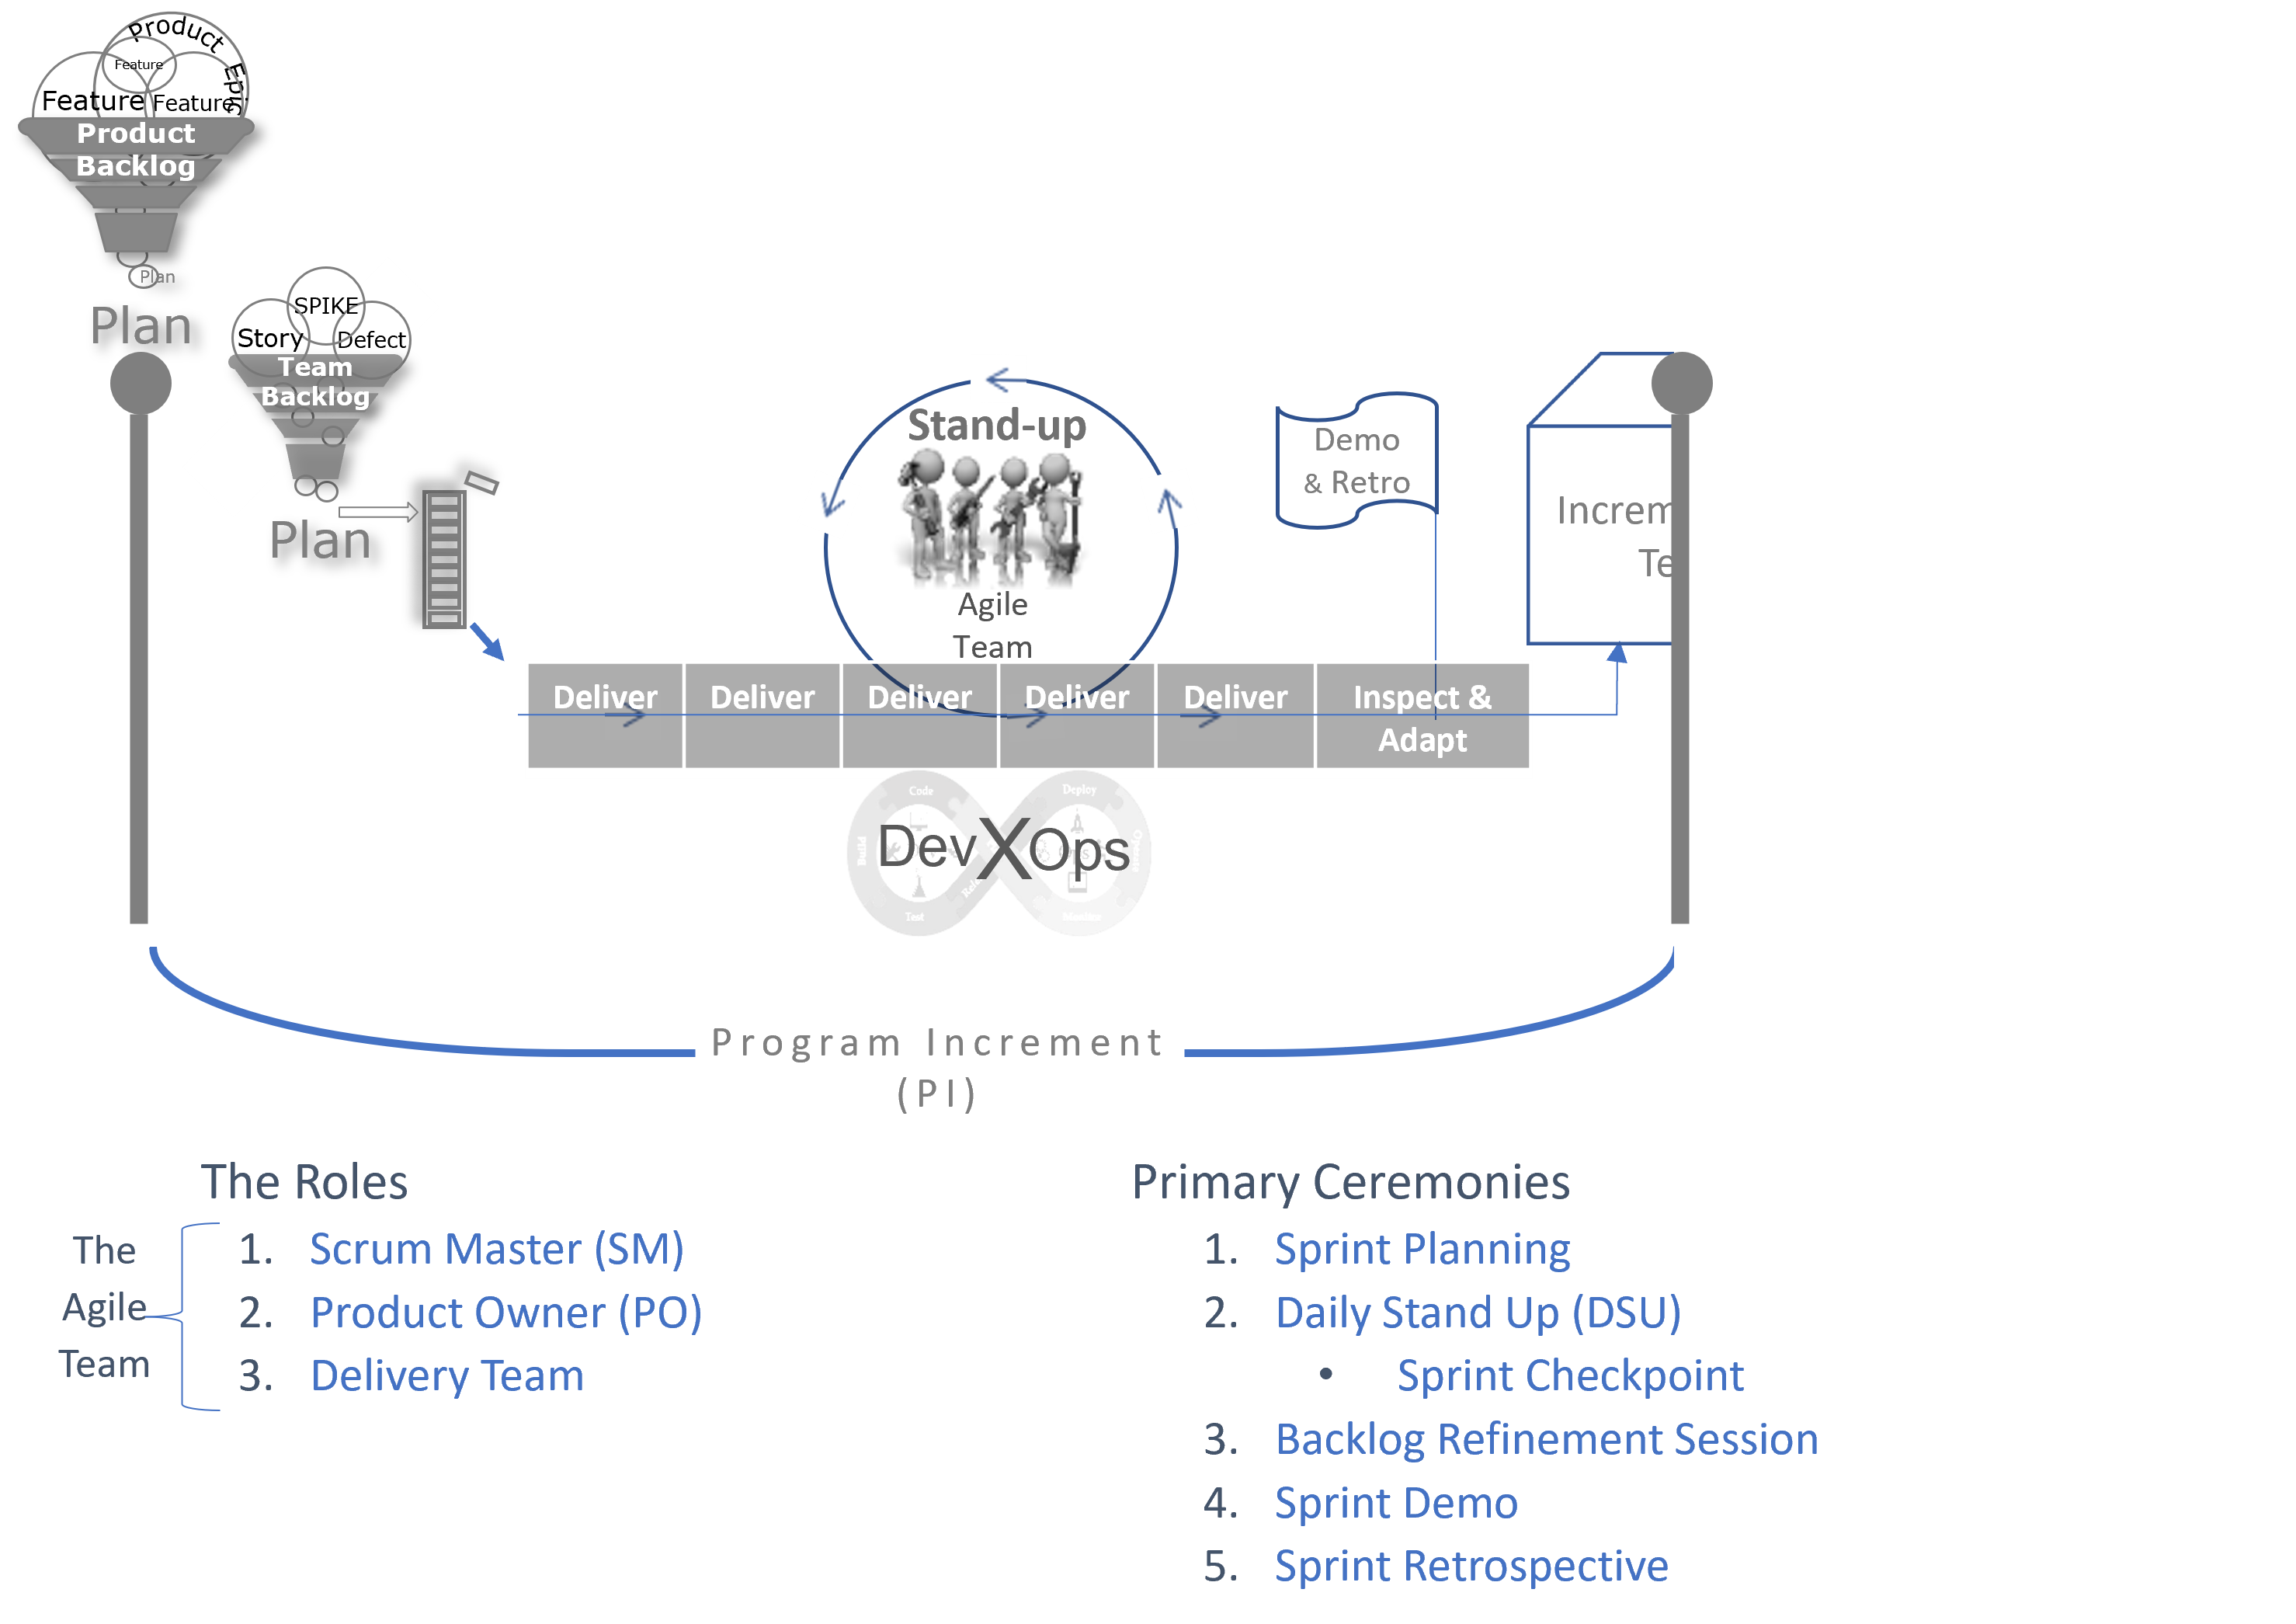 Product Epic
Feature
Feature Feature
Product
Backlog
Plan
Plan
SPIKE
Story Defect
Team
Backlog
Plan
Stand-up
Agile
Team
Demo
& Retro
Increm
Te
Deliver Deliver Deliver Deliver Deliver Inspect &
Adapt
Code Deploy
Build
DevXOps
Test Monitor
Program Increment
(PI)
The Roles
The
Agile
Team
1. Scrum Master (SM)
2. Product Owner (PO)
3. Delivery Team
Primary Ceremonies
1. Sprint Planning
2. Daily Stand Up (DSU)
• Sprint Checkpoint
3. Backlog Refinement Session
4. Sprint Demo
5. Sprint Retrospective